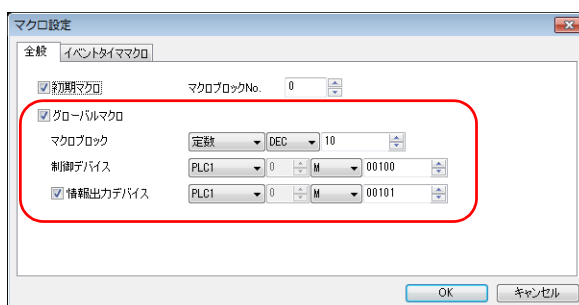 マクロ設定
全般 イベントタイママクロ
初期マクロ マクロブロックNo. 0
グローバルマクロ
マクロブロック 定数 DEC 10
制御デバイス PLC1 0 M 00100
情報出力デバイス PLC1 0 M 00101
OK キャンセル